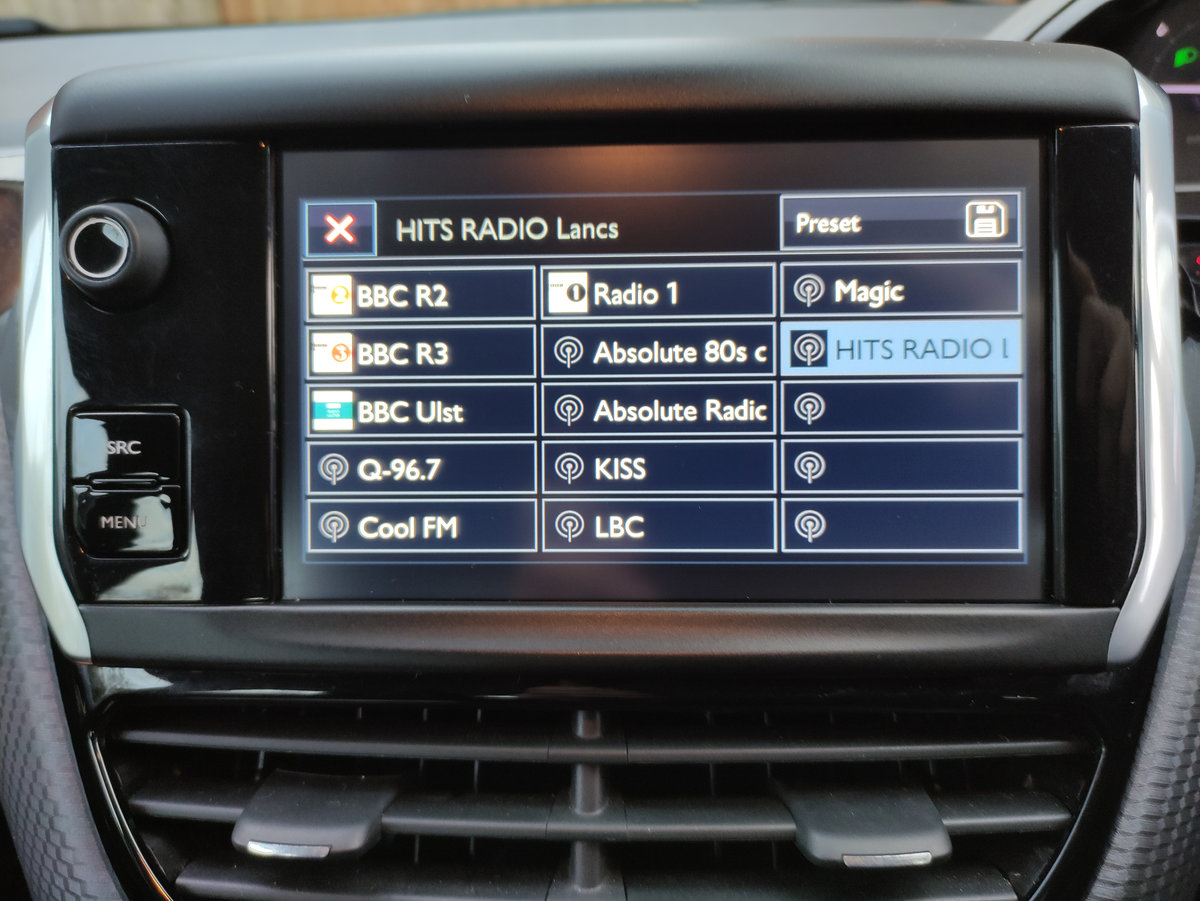 HITS RADIO Lancs
Preset
BBC R2
Radio 1
Magic
BBC R3
Absolute 80s c
HITS RADIO L
BBC Ulst
Absolute Radic
Q-96.7
KISS
Cool FM
LBC
SRC
MENU